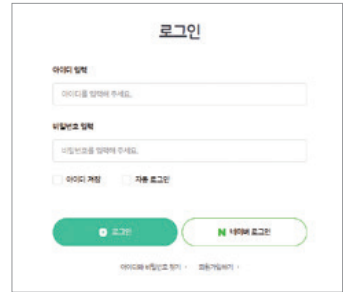 로그인
아이디 입력
아이디를 입력해 주세요.
비밀번호 입력
비밀번호를 입력해 주세요.
아이디 저장 자동 로그인
로그인 N 네이버 로그인
아이디와 비밀번호 찾기 회원가입하기